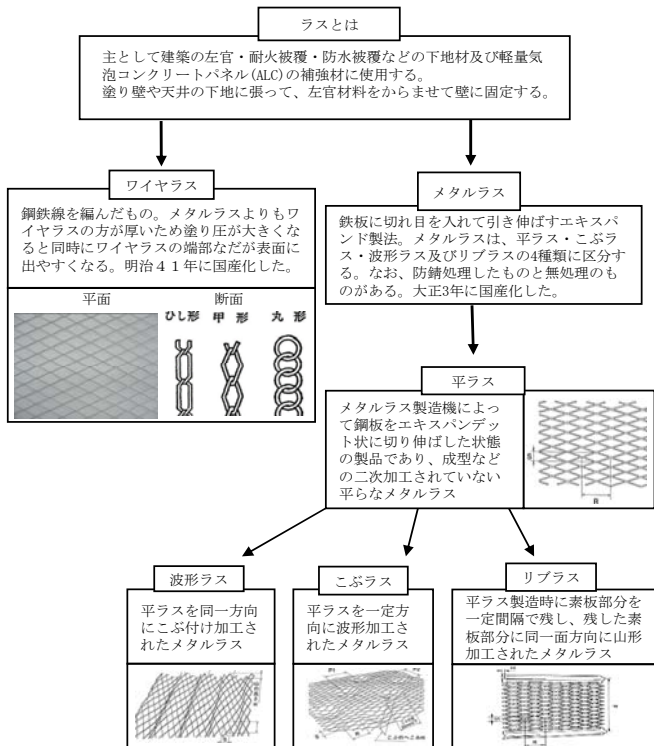 ラスとは
主として建築の左官・耐火被覆・防水被覆などの下地材及び軽量気
泡コンクリートパネル(ALC)の補強材に使用する。
塗り壁や天井の下地に張って、左官材料をからませて壁に固定する。
ワイヤラス
鋼鉄線を編んだもの。メタルラスよりもワ
イヤラスの方が厚いため塗り圧が大きくな
ると同時にワイヤラスの端部などが表面に
出やすくなる。明治41年に国産化した。
平面
断面
ひし形 甲形 丸形
メタルラス
鉄板に切れ目を入れて引き伸ばすエキスパ
ンド製法。メタルラスは、平ラス・こぶラ
ス・波形ラス及びリブラスの4種類に区分す
る。なお、防錆処理したものと無処理のも
のがある。大正3年に国産化した。
平ラス
メタルラス製造機によっ
て鋼板をエキスパンデッ
ト状に切り伸ばした状態
の製品であり、成型など
の二次加工されていない
平らなメタルラス
波形ラス
平ラスを同一方向
にこぶ付け加工さ
れたメタルラス
こぶラス
平ラスを一定方
向に波形加工さ
れたメタルラス
こぶのへこみ側
リブラス
平ラス製造時に素板部分を
一定間隔で残し、残した素
板部分に同一面方向に山形
加工されたメタルラス